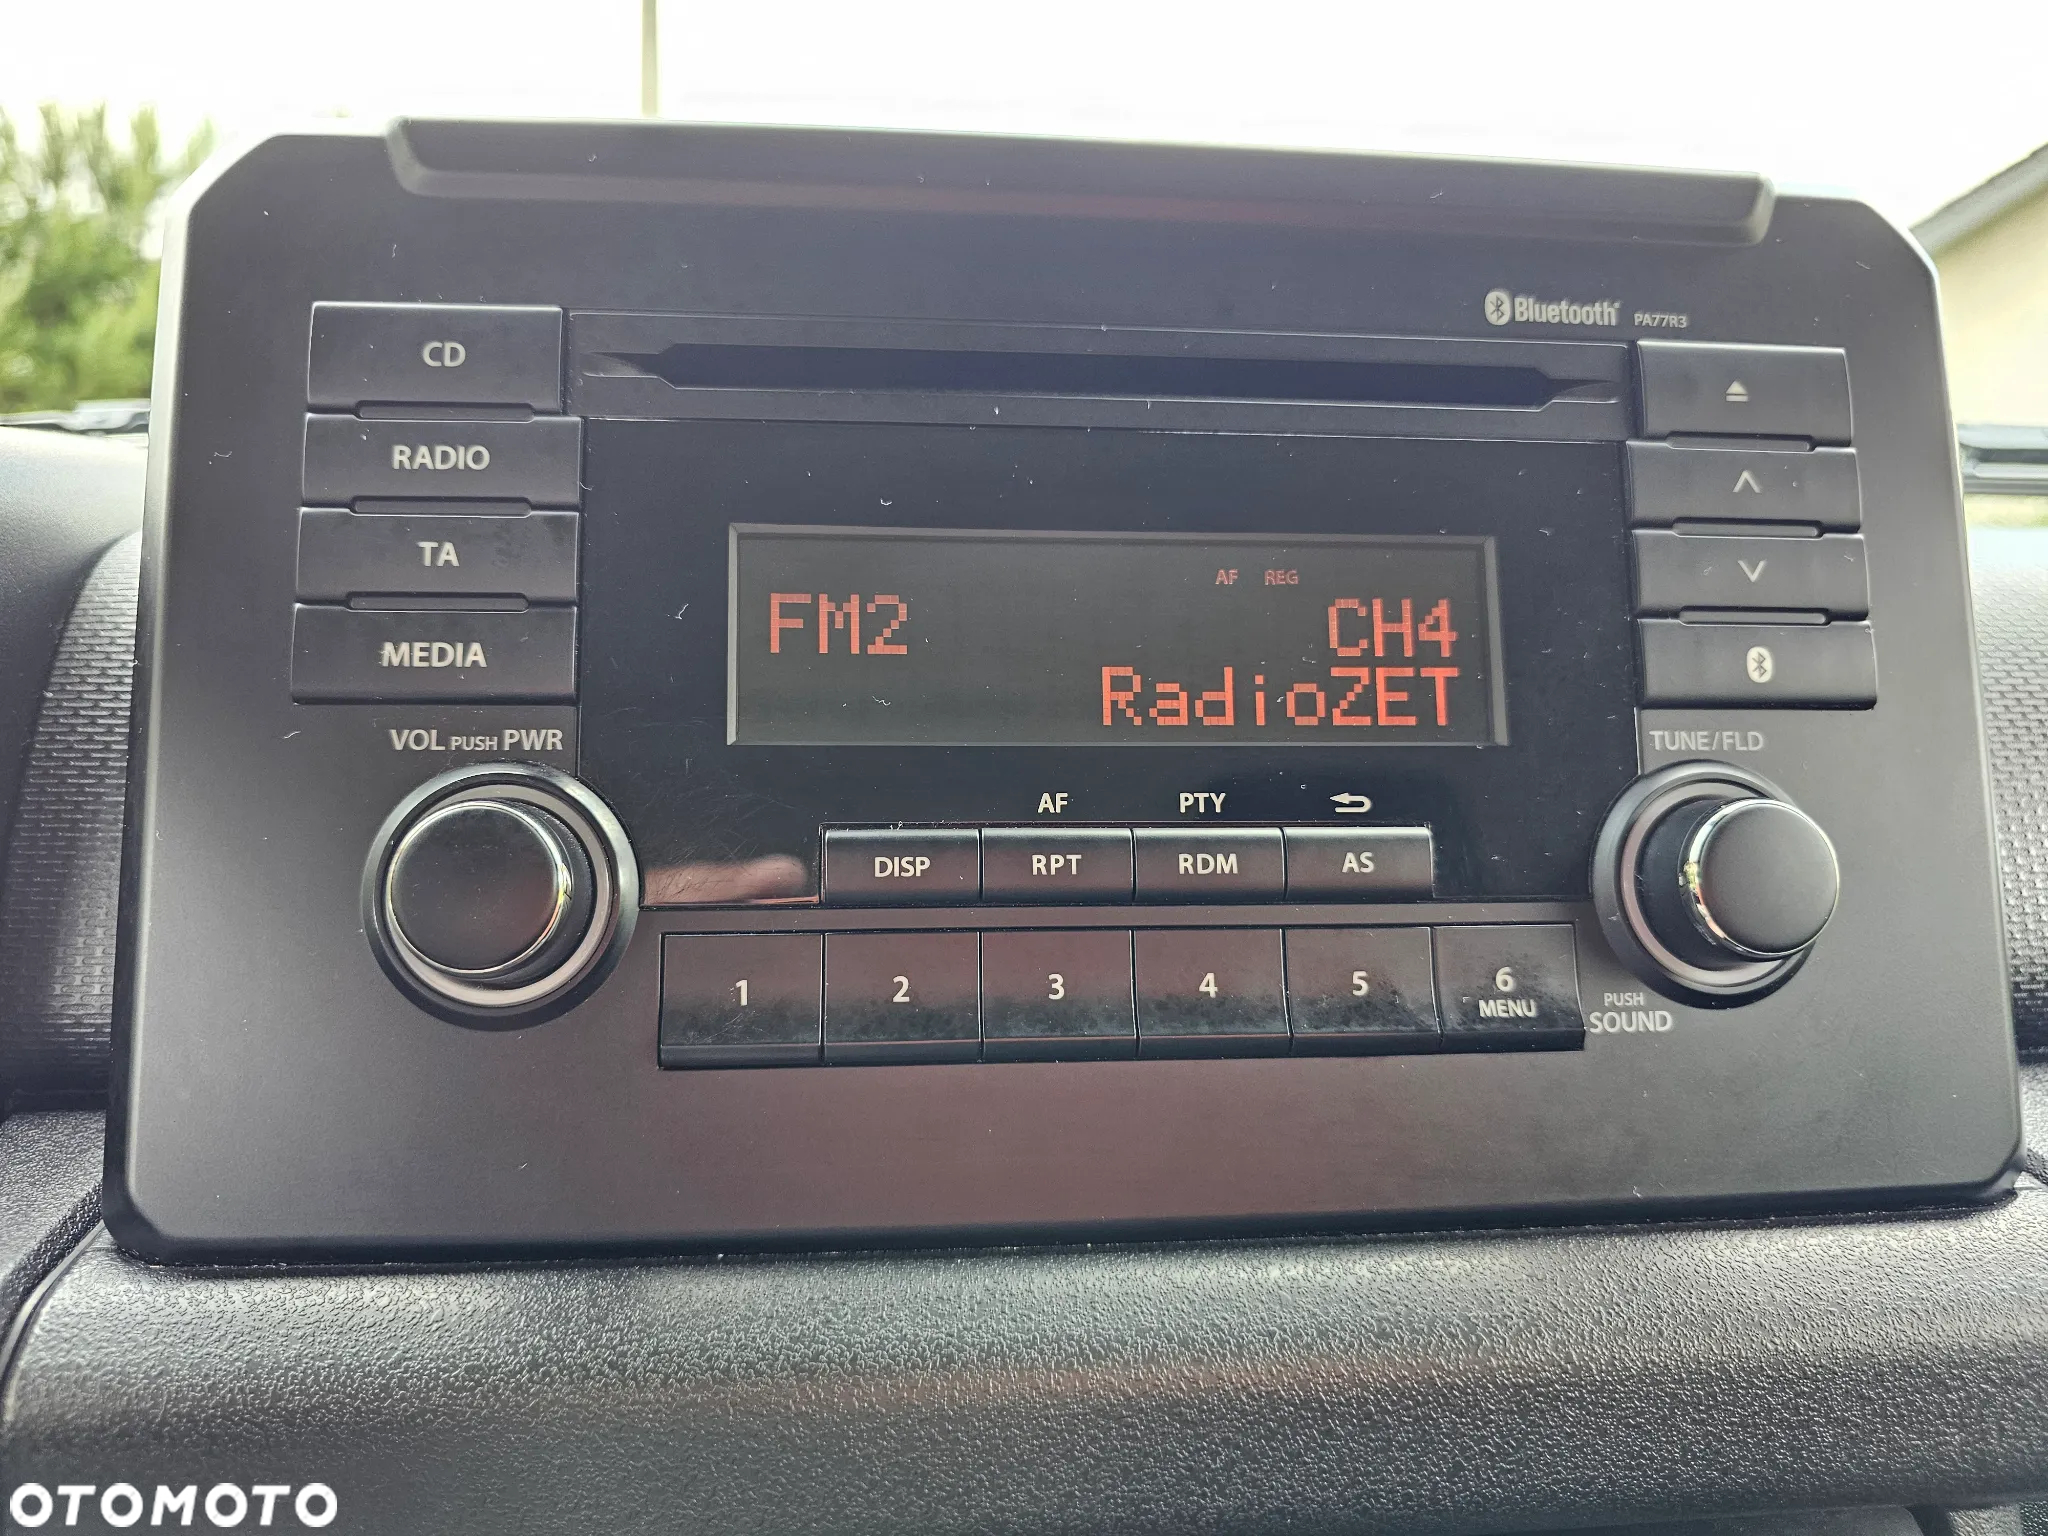 Bluetooth PA77R3
CD
RADIO
TA
MEDIA
AF REG
FM2 CH4
RadioZET
VOL PUSH PWR
TUNE/FLD
AF PTY
DISP RPT RDM AS
1 2 3 4 5 6
MENU
PUSH
SOUND
OTOMOTO